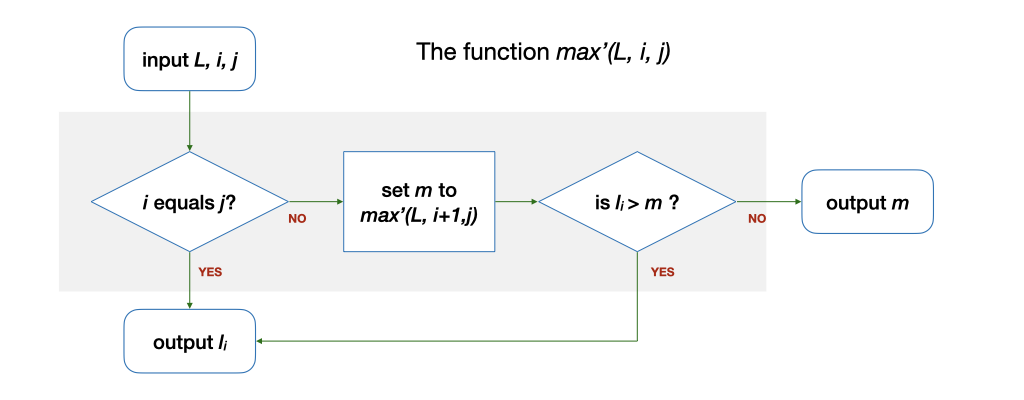 The function max’(L, i, j)
input L, i, j
i equals j?
NO
set m to
max’(L, i+1,j)
is lᵢ > m ?
NO
output m
YES
YES
output lᵢ